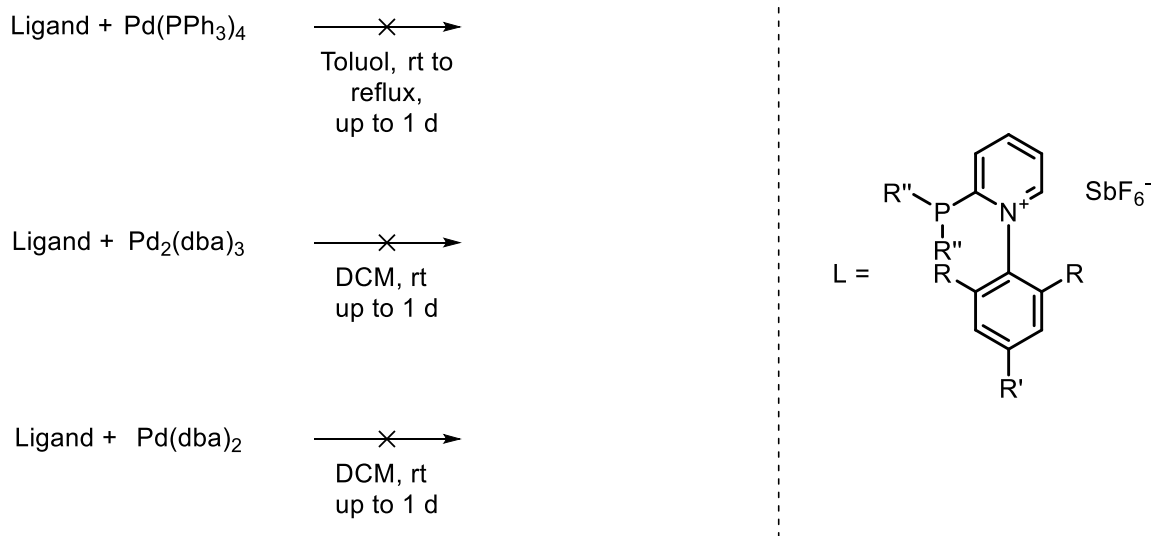 Ligand + Pd(PPh3)4
Toluol, rt to
reflux,
up to 1 d
Ligand + Pd2(dba)3
DCM, rt
up to 1 d
Ligand + Pd(dba)2
DCM, rt
up to 1 d
L =
R"
P
R"
N+
SbF6-
R
R
R'